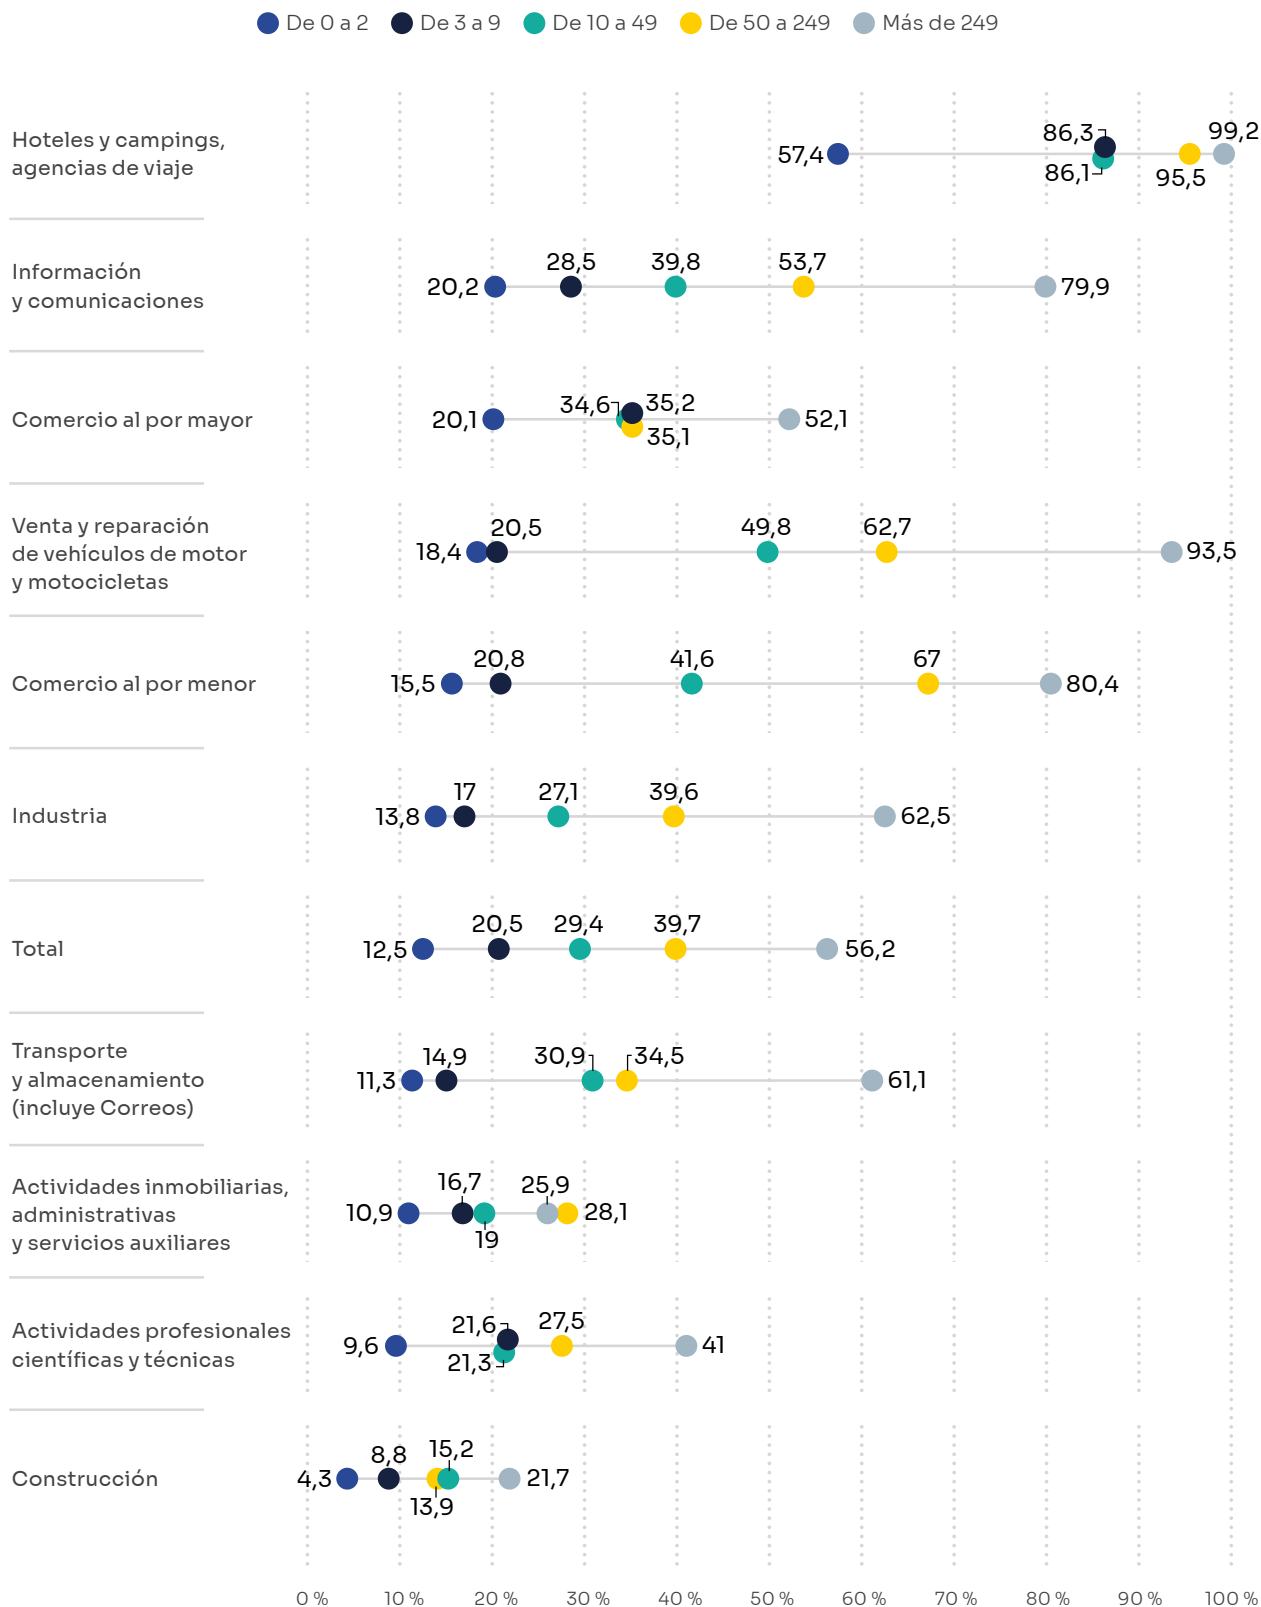 De 0 a 2 De 3 a 9 De 10 a 49 De 50 a 249 Más de 249
Hoteles y campings,
agencias de viaje
57,4 86,3 86,1 95,5 99,2
Información
y comunicaciones
20,2 28,5 39,8 53,7 79,9
Comercio al por mayor
20,1 34,6 35,2 35,1 52,1
Venta y reparación
de vehículos de motor
y motocicletas
18,4 20,5 49,8 62,7 93,5
Comercio al por menor
15,5 20,8 41,6 67 80,4
Industria
13,8 17 27,1 39,6 62,5
Total
12,5 20,5 29,4 39,7 56,2
Transporte
y almacenamiento
(incluye Correos)
11,3 14,9 30,9 34,5 61,1
Actividades inmobiliarias,
administrativas
y servicios auxiliares
10,9 16,7 19 25,9 28,1
Actividades profesionales
científicas y técnicas
9,6 21,6 21,3 27,5 41
Construcción
4,3 8,8 13,9 15,2 21,7
0 % 10 % 20 % 30 % 40 % 50 % 60 % 70 % 80 % 90 % 100 %